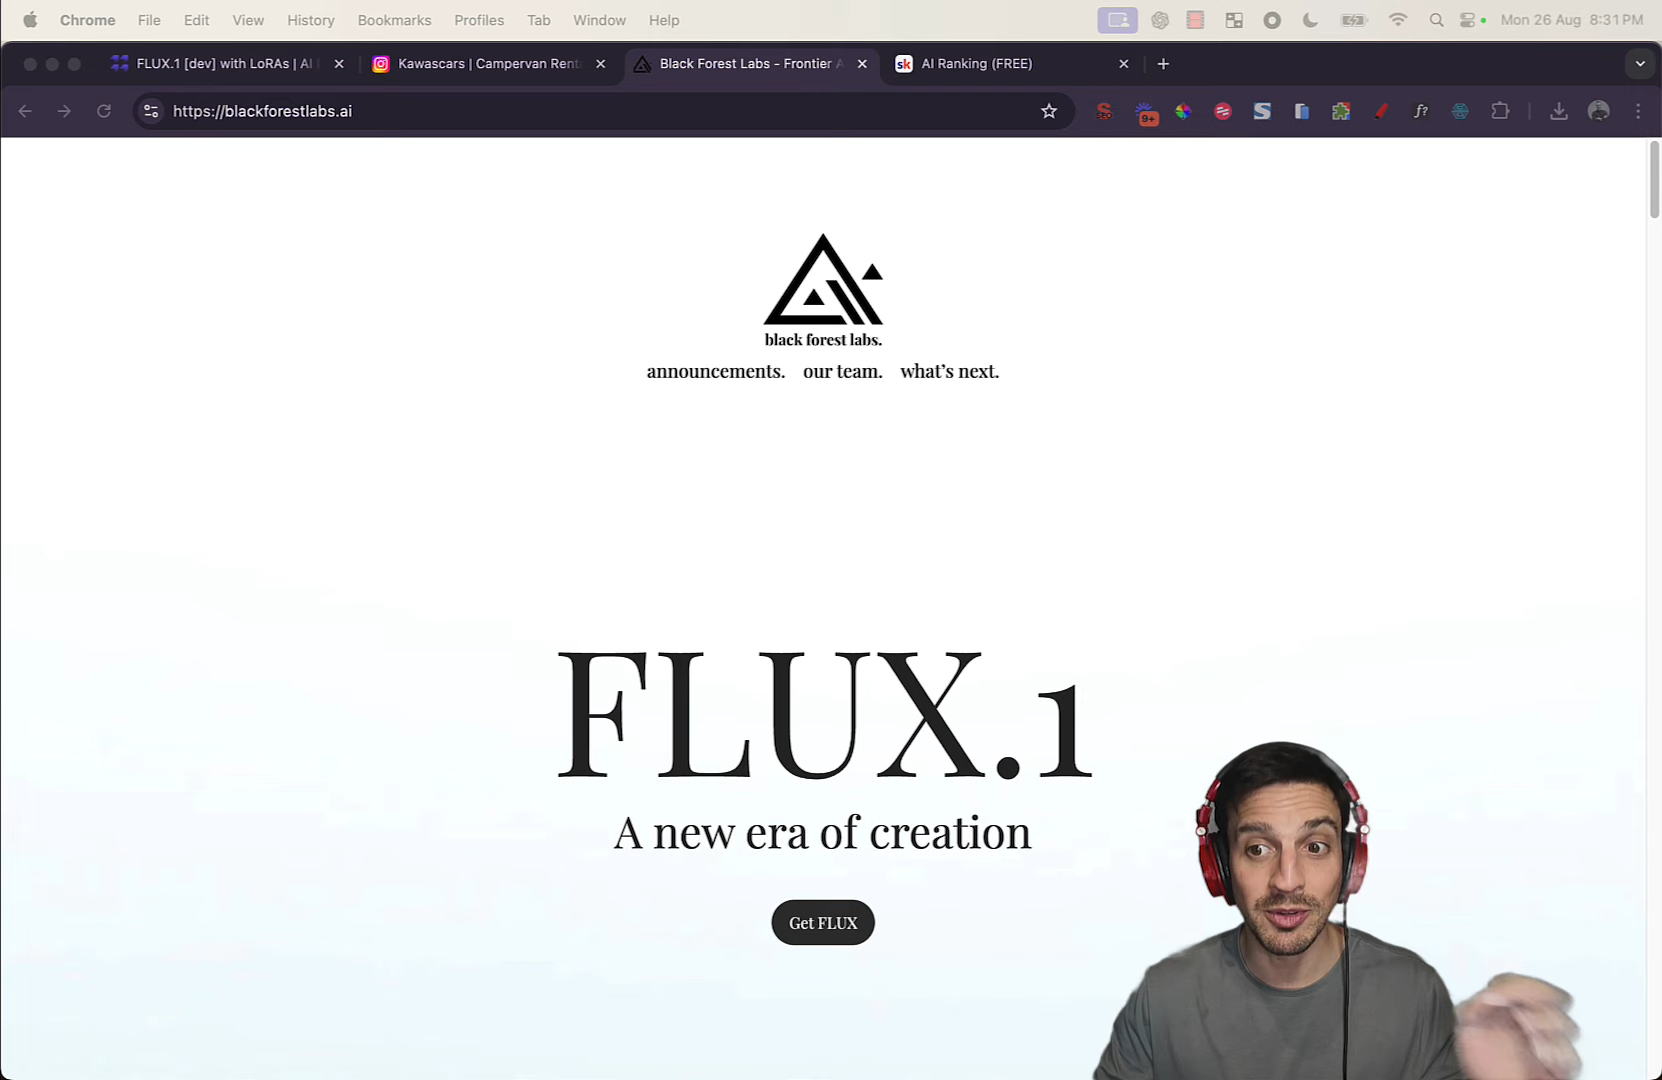 Chrome File Edit View History Bookmarks Profiles Tab Window Help Mon 26 Aug 8:31 PM
FLUX.1 [dev] with LoRAs | AI Kawascars | Campervan Rent Black Forest Labs - Frontier A AI Ranking (FREE)
https://blackforestlabs.ai
SEO 9+ S f?
black forest labs.
announcements. our team. what's next.
FLUX.1
A new era of creation
Get FLUX